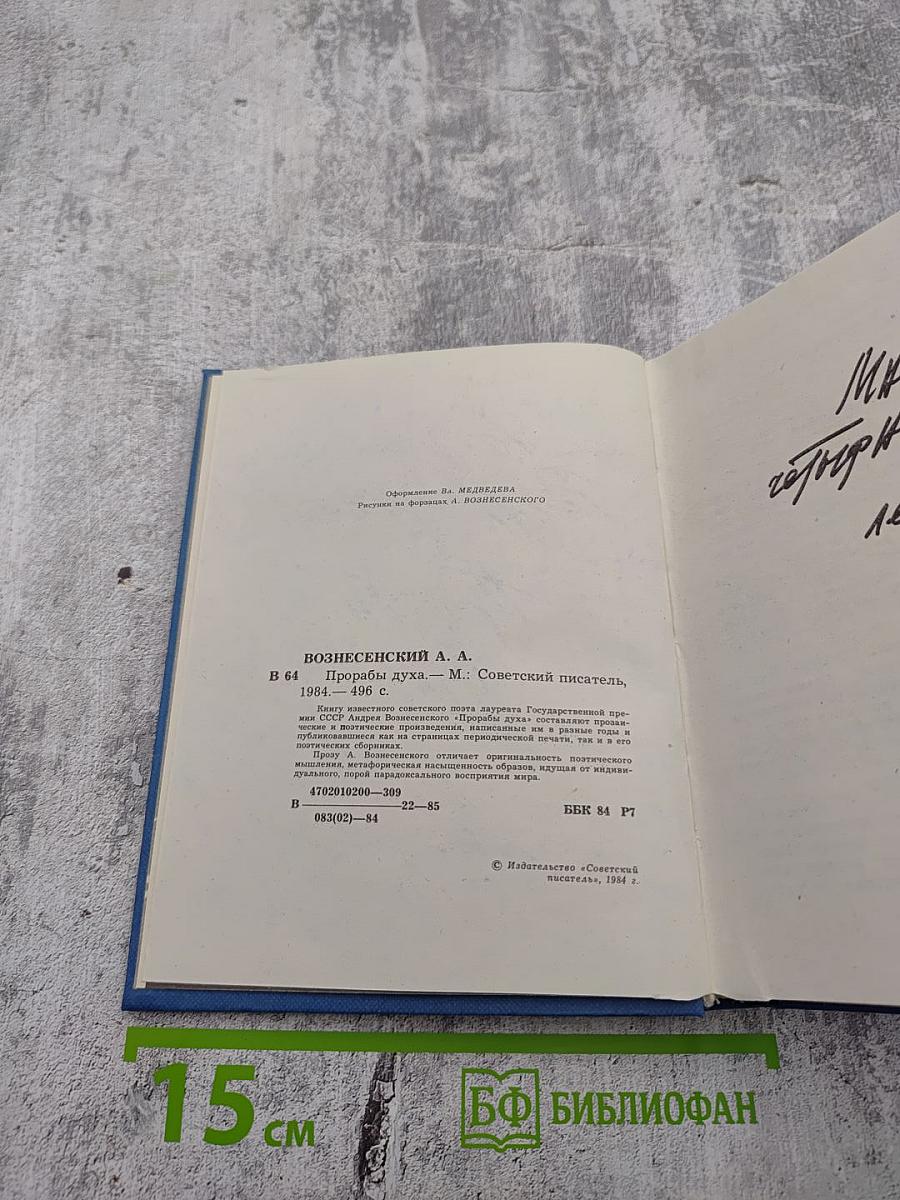 Оформление Вл. МЕДВЕДЕВА
Рисунки на форзацах А. ВОЗНЕСЕНСКОГО
ВОЗНЕСЕНСКИЙ А. А.
В 64 Прорабы духа.— М.: Советский писатель,
1984.— 496 с.
Книгу известного советского поэта лауреата Государственной пре-
мии СССР Андрея Вознесенского «Прорабы духа» составляют прозаи-
ческие и поэтические произведения, написанные им в разные годы и
публиковавшиеся как на страницах периодической печати, так и в его
поэтических сборниках.
Прозу А. Вознесенского отличает оригинальность поэтического
мышления, метафорическая насыщенность образов, идущая от индиви-
дуального, порой парадоксального восприятия мира.
4702010200—309
В 22—85
083(02)—84
ББК 84 Р7
© Издательство «Советский
писатель», 1984 г.
15 см
БФ БИБЛИОФАН